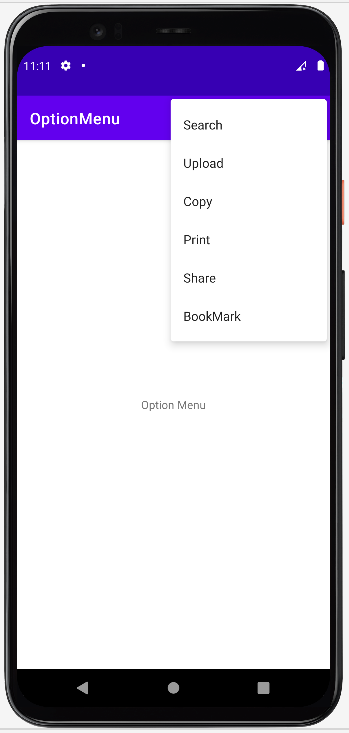 11:11
OptionMenu
Search
Upload
Copy
Print
Share
BookMark
Option Menu